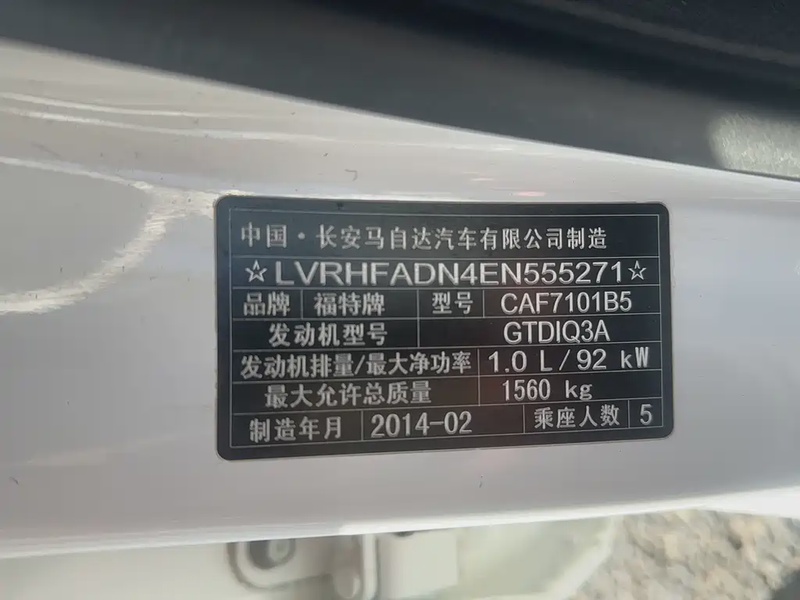 中国·长安马自达汽车有限公司制造
☆LVRHFADN4EN555271☆
品牌 福特牌 型号 CAF7101B5
发动机型号 GTDIQ3A
发动机排量/最大净功率 1.0 L/92 kW
最大允许总质量 1560 kg
制造年月 2014-02 乘座人数 5